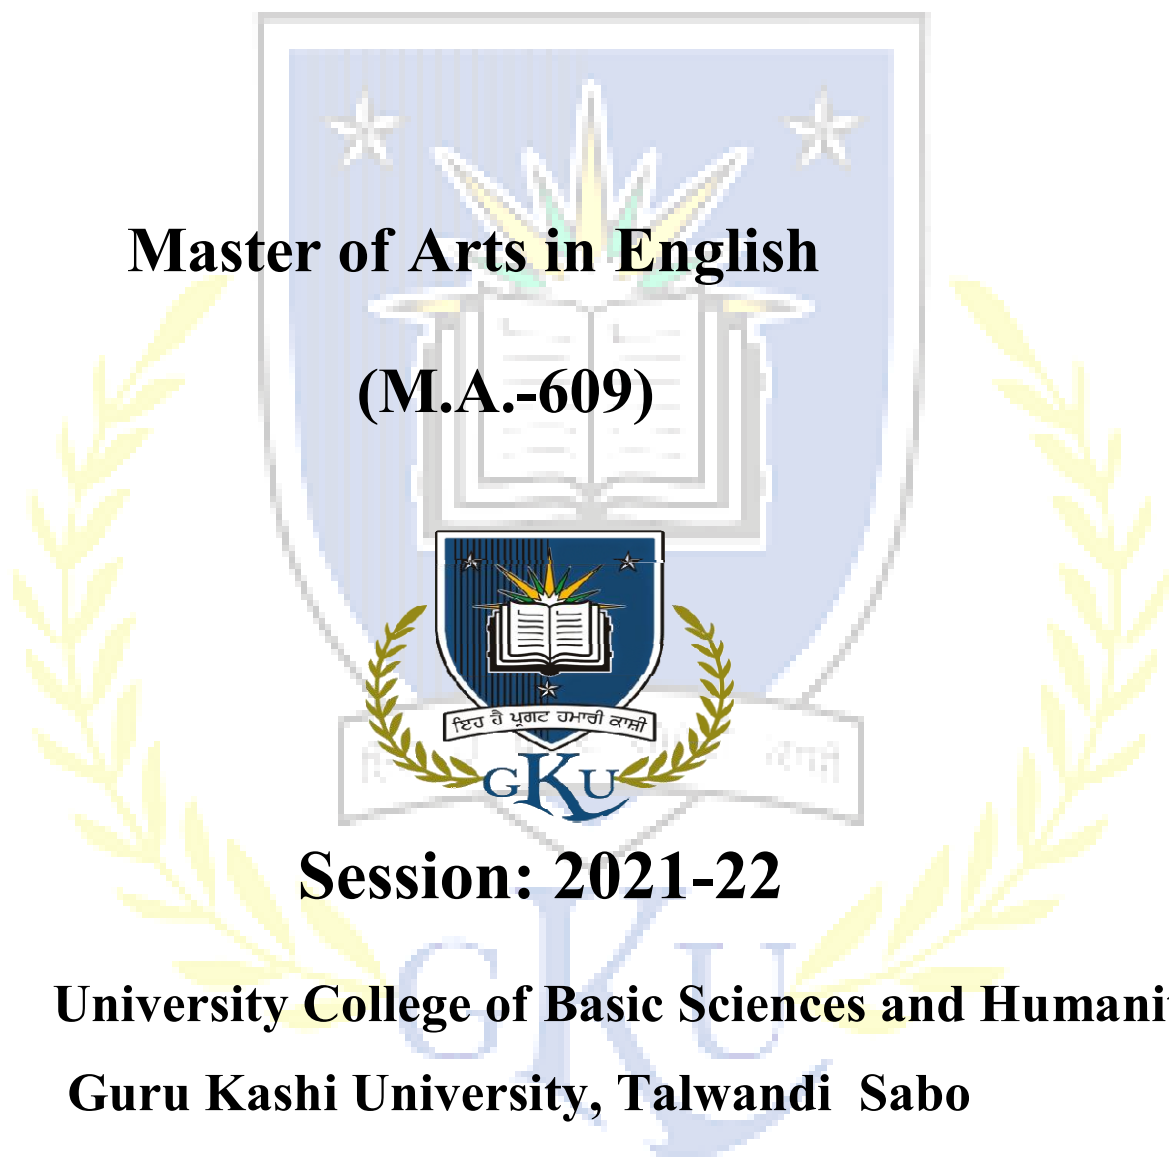 Master of Arts in English
(M.A.-609)
ਇਹ ਹੈ ਪ੍ਰਗਟ ਹਮਾਰੀ ਕਾਸ਼ੀ
GKU
Session: 2021-22
University College of Basic Sciences and
Guru Kashi University, Talwandi Sabo
GKU